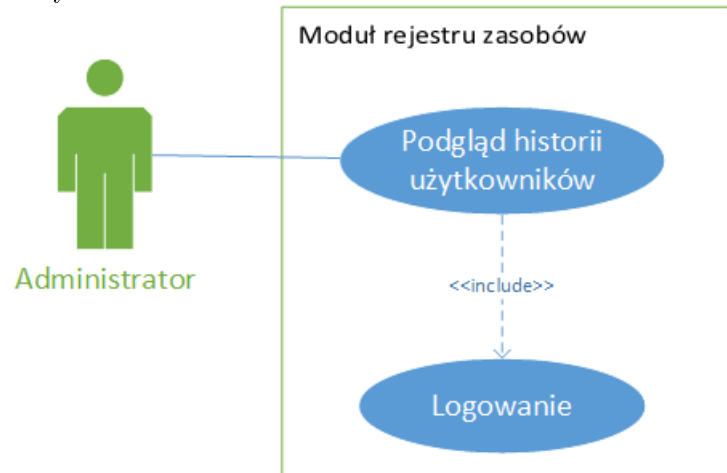 Moduł rejestru zasobów
Podgląd historii
użytkowników
Administrator
<<include>>
Logowanie